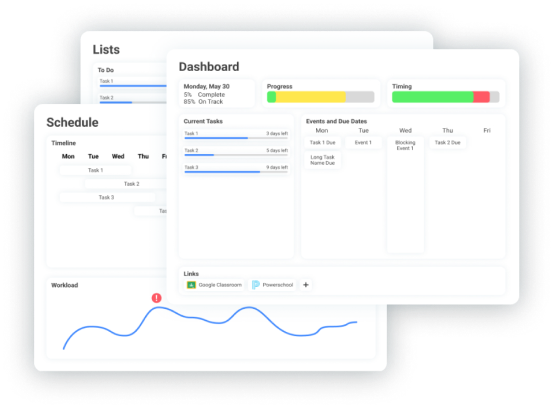 Lists
To Do
Task 1
Task 2
Dashboard
Monday, May 30
5% Complete
85% On Track
Progress
Timing
Current Tasks
Task 1 3 days left
Task 2 5 days left
Task 3 9 days left
Events and Due Dates
Mon Tue Wed Thu Fri
Task 1 Due Event 1 Blocking Event 1 Task 2 Due
Long Task
Name Due
Links
Google Classroom Powerschool +
Schedule
Timeline
Mon Tue Wed Thu
Task 1
Task 2
Task 3
Workload
!